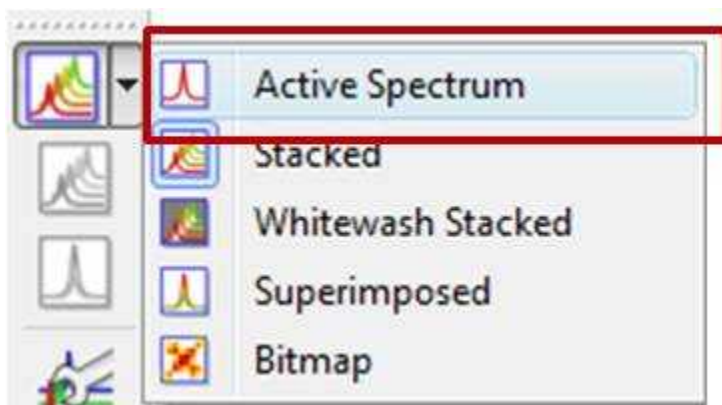 Active Spectrum
Stacked
Whitewash Stacked
Superimposed
Bitmap